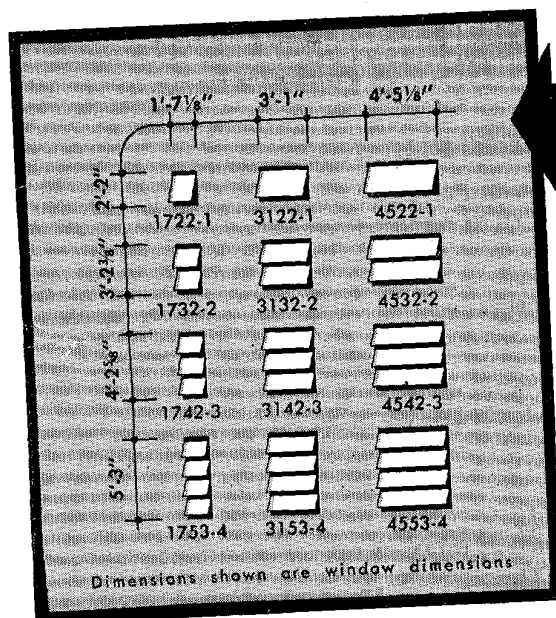 1'-7⅛" 3'-1" 4'-5⅛"
2'-2"
1722-1 3122-1 4522-1
3'-2⅜"
1732-2 3132-2 4532-2
4'-2⅝"
1742-3 3142-3 4542-3
5'-3"
1753-4 3153-4 4553-4
Dimensions shown are window dimensions